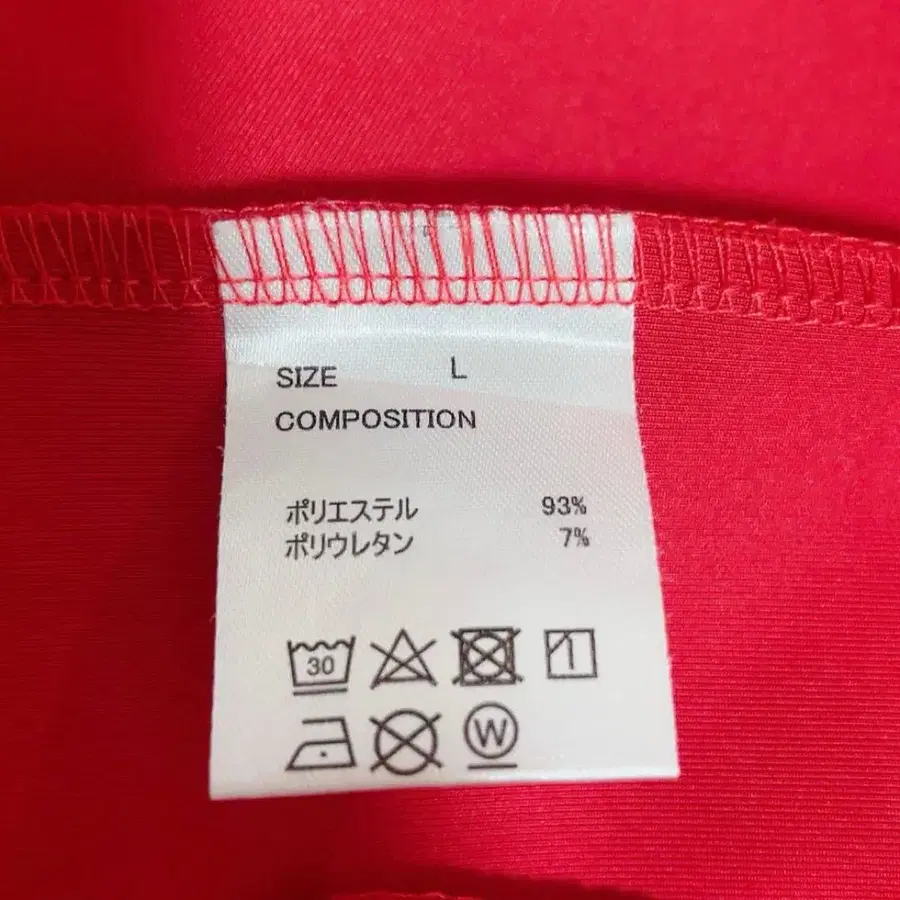 SIZE L
COMPOSITION
ポリエステル 93%
ポリウレタン 7%
30
W